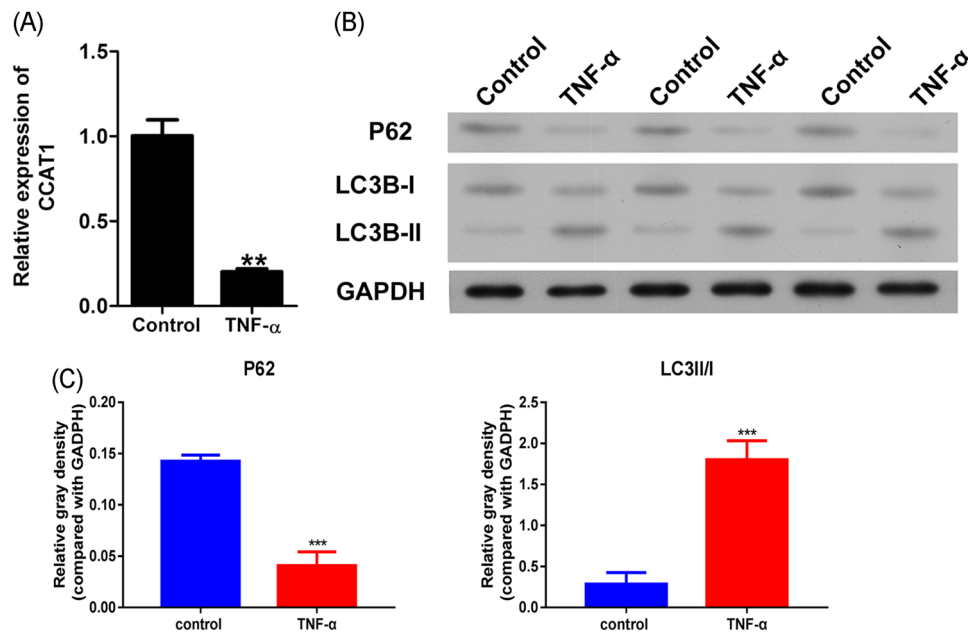 (A)
Relative expression of
CCAT1
1.5
1.0
0.5
0.0
**
Control
TNF-α
(B)
Control
TNF-α
Control
TNF-α
Control
TNF-α
P62
LC3B-I
LC3B-II
GAPDH
(C)
P62
Relative gray density
(compared with GADPH)
0.20
0.15
0.10
0.05
0.00
***
control
TNF-α
LC3II/I
Relative gray density
(compared with GADPH)
2.5
2.0
1.5
1.0
0.5
0.0
***
control
TNF-α